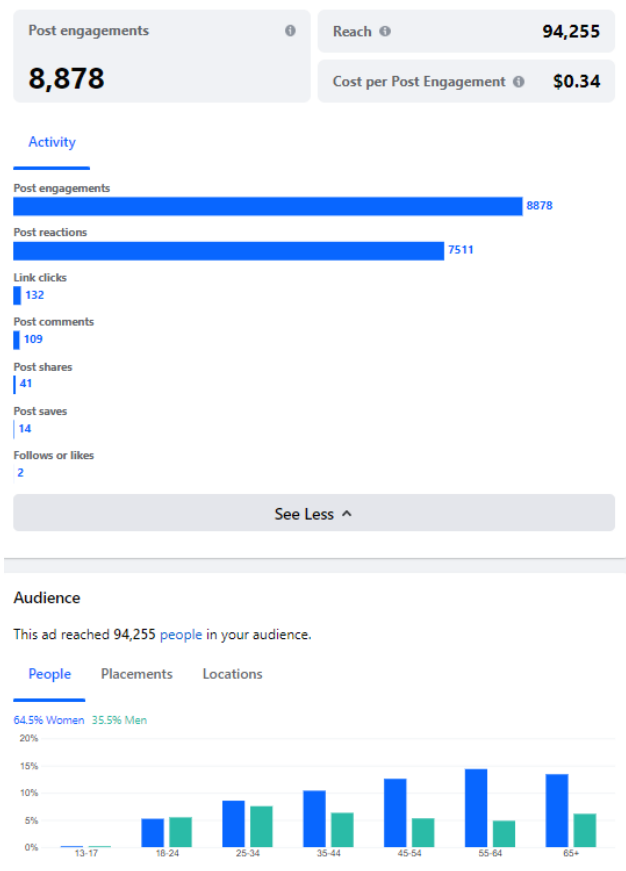 Post engagements
8,878
Reach 94,255
Cost per Post Engagement $0.34
Activity
Post engagements
8878
Post reactions
7511
Link clicks
132
Post comments
109
Post shares
41
Post saves
14
Follows or likes
2
See Less
Audience
This ad reached 94,255 people in your audience.
People Placements Locations
64.5% Women 35.5% Men
20%
15%
10%
5%
0%
13-17 18-24 25-34 35-44 45-54 55-64 65+